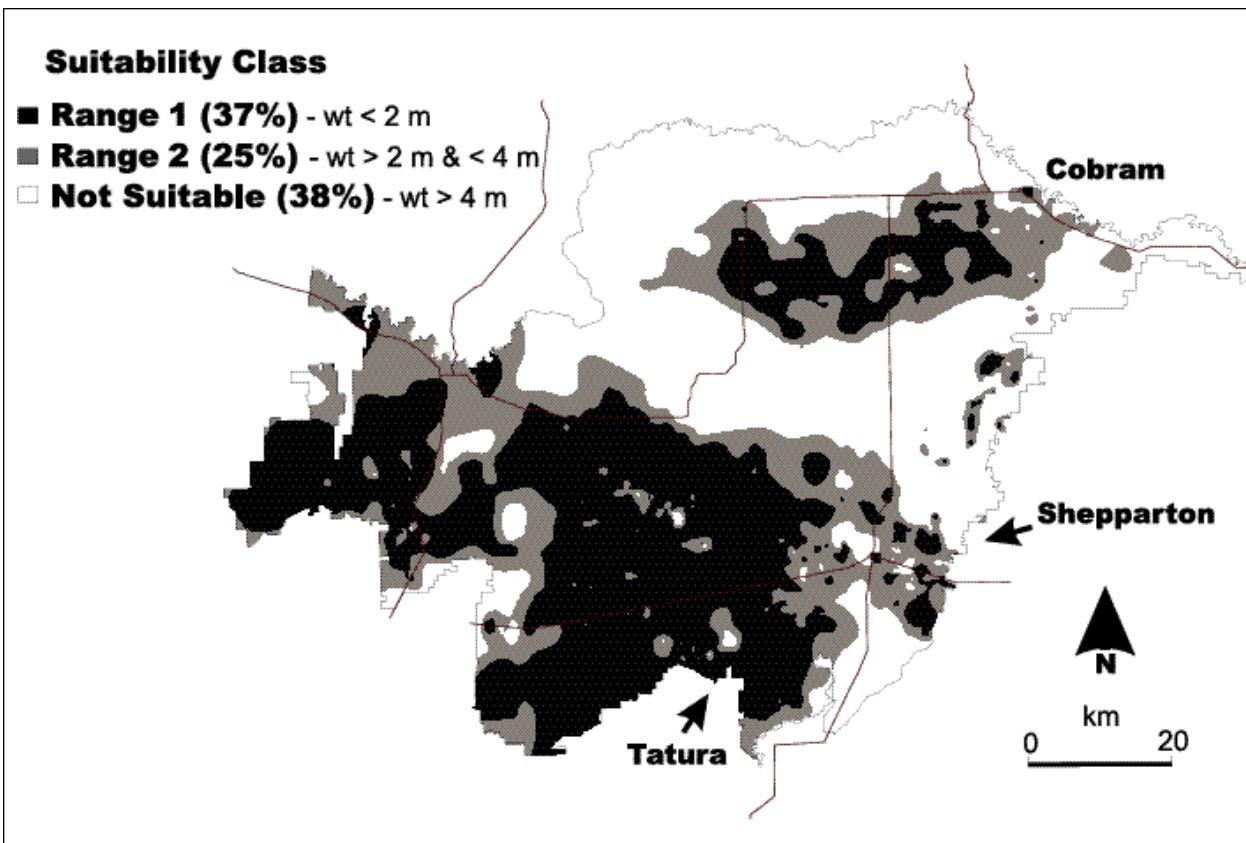 Suitability Class
Range 1 (37%) - wt < 2 m
Range 2 (25%) - wt > 2 m & < 4 m
Not Suitable (38%) - wt > 4 m
Cobram
Shepparton
N
km
0 20
Tatura